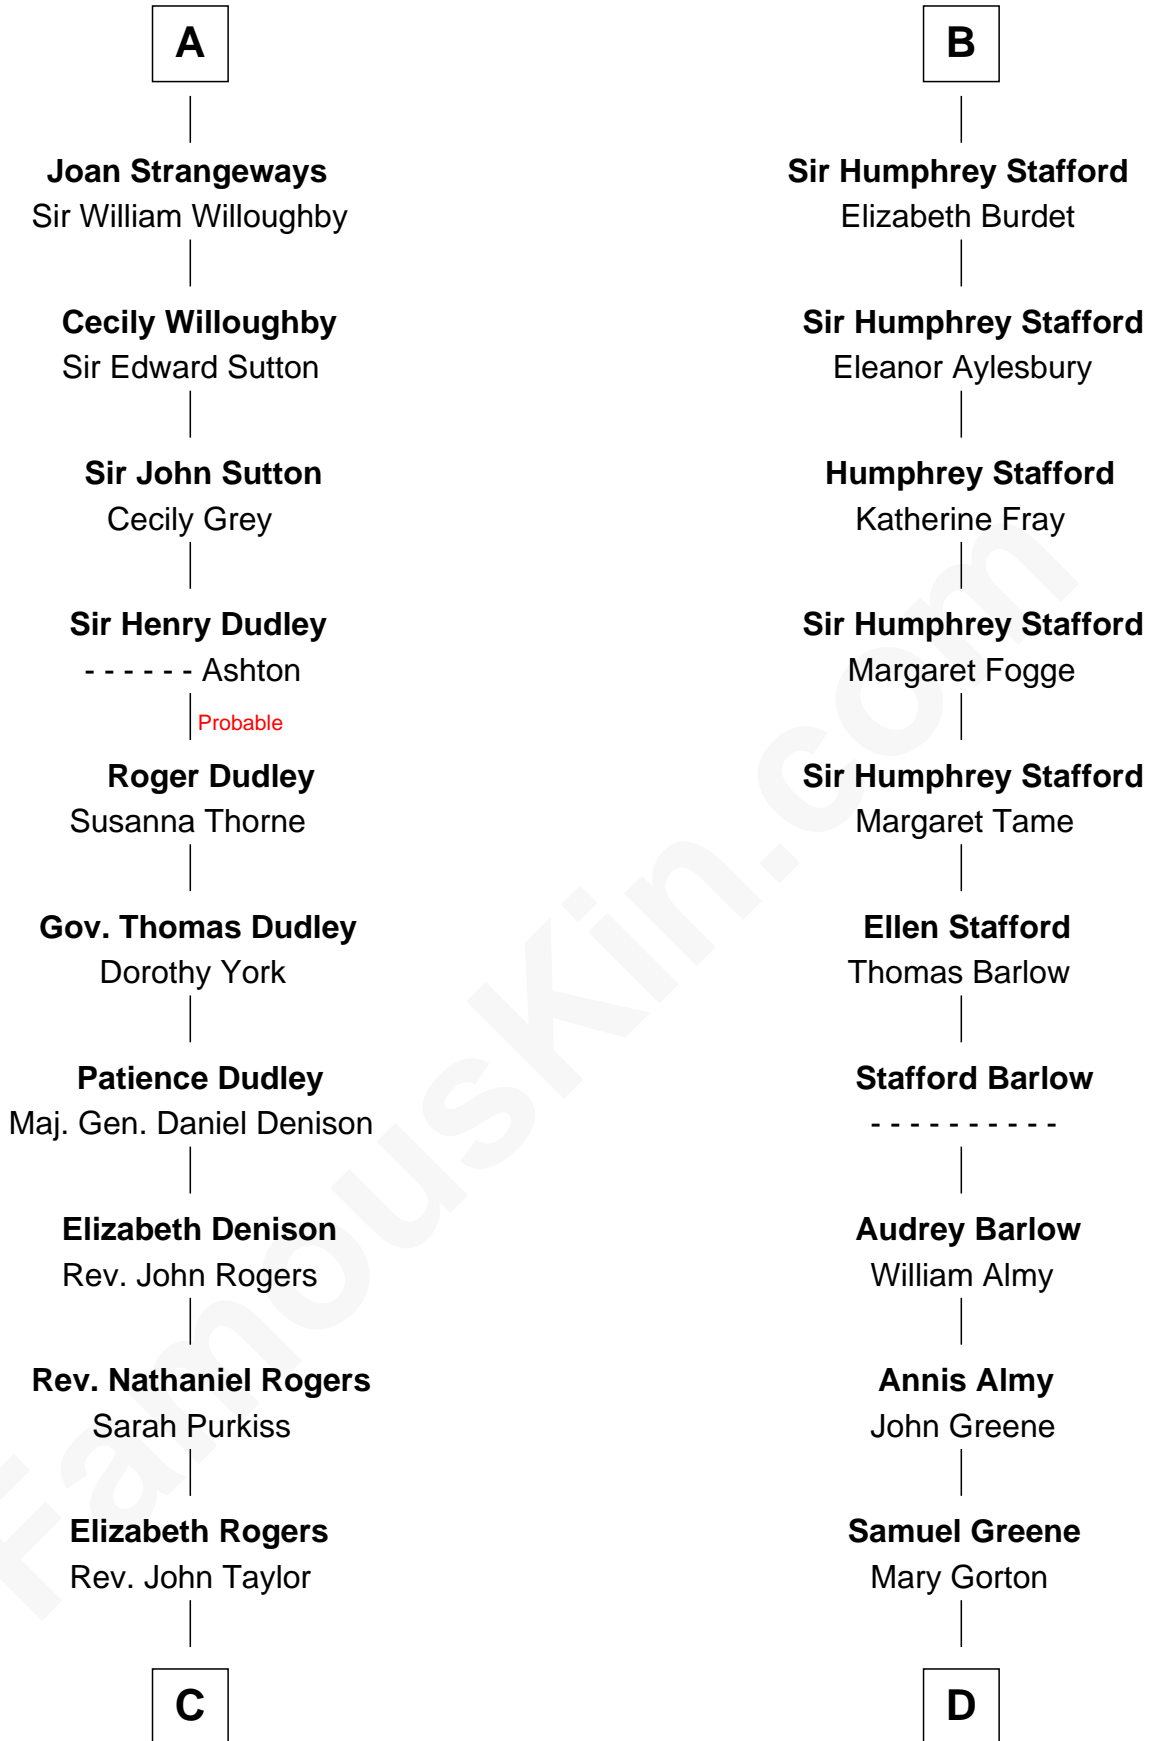 A
Joan Strangeways
Sir William Willoughby
Cecily Willoughby
Sir Edward Sutton
Sir John Sutton
Cecily Grey
Sir Henry Dudley
- - - - - - Ashton
Probable
Roger Dudley
Susanna Thorne
Gov. Thomas Dudley
Dorothy York
Patience Dudley
Maj. Gen. Daniel Denison
Elizabeth Denison
Rev. John Rogers
Rev. Nathaniel Rogers
Sarah Purkiss
Elizabeth Rogers
Rev. John Taylor
C
B
Sir Humphrey Stafford
Elizabeth Burdet
Sir Humphrey Stafford
Eleanor Aylesbury
Humphrey Stafford
Katherine Fray
Sir Humphrey Stafford
Margaret Fogge
Sir Humphrey Stafford
Margaret Tame
Ellen Stafford
Thomas Barlow
Stafford Barlow
- - - - - - - - - -
Audrey Barlow
William Almy
Annis Almy
John Greene
Samuel Greene
Mary Gorton
D
FamousKin.com